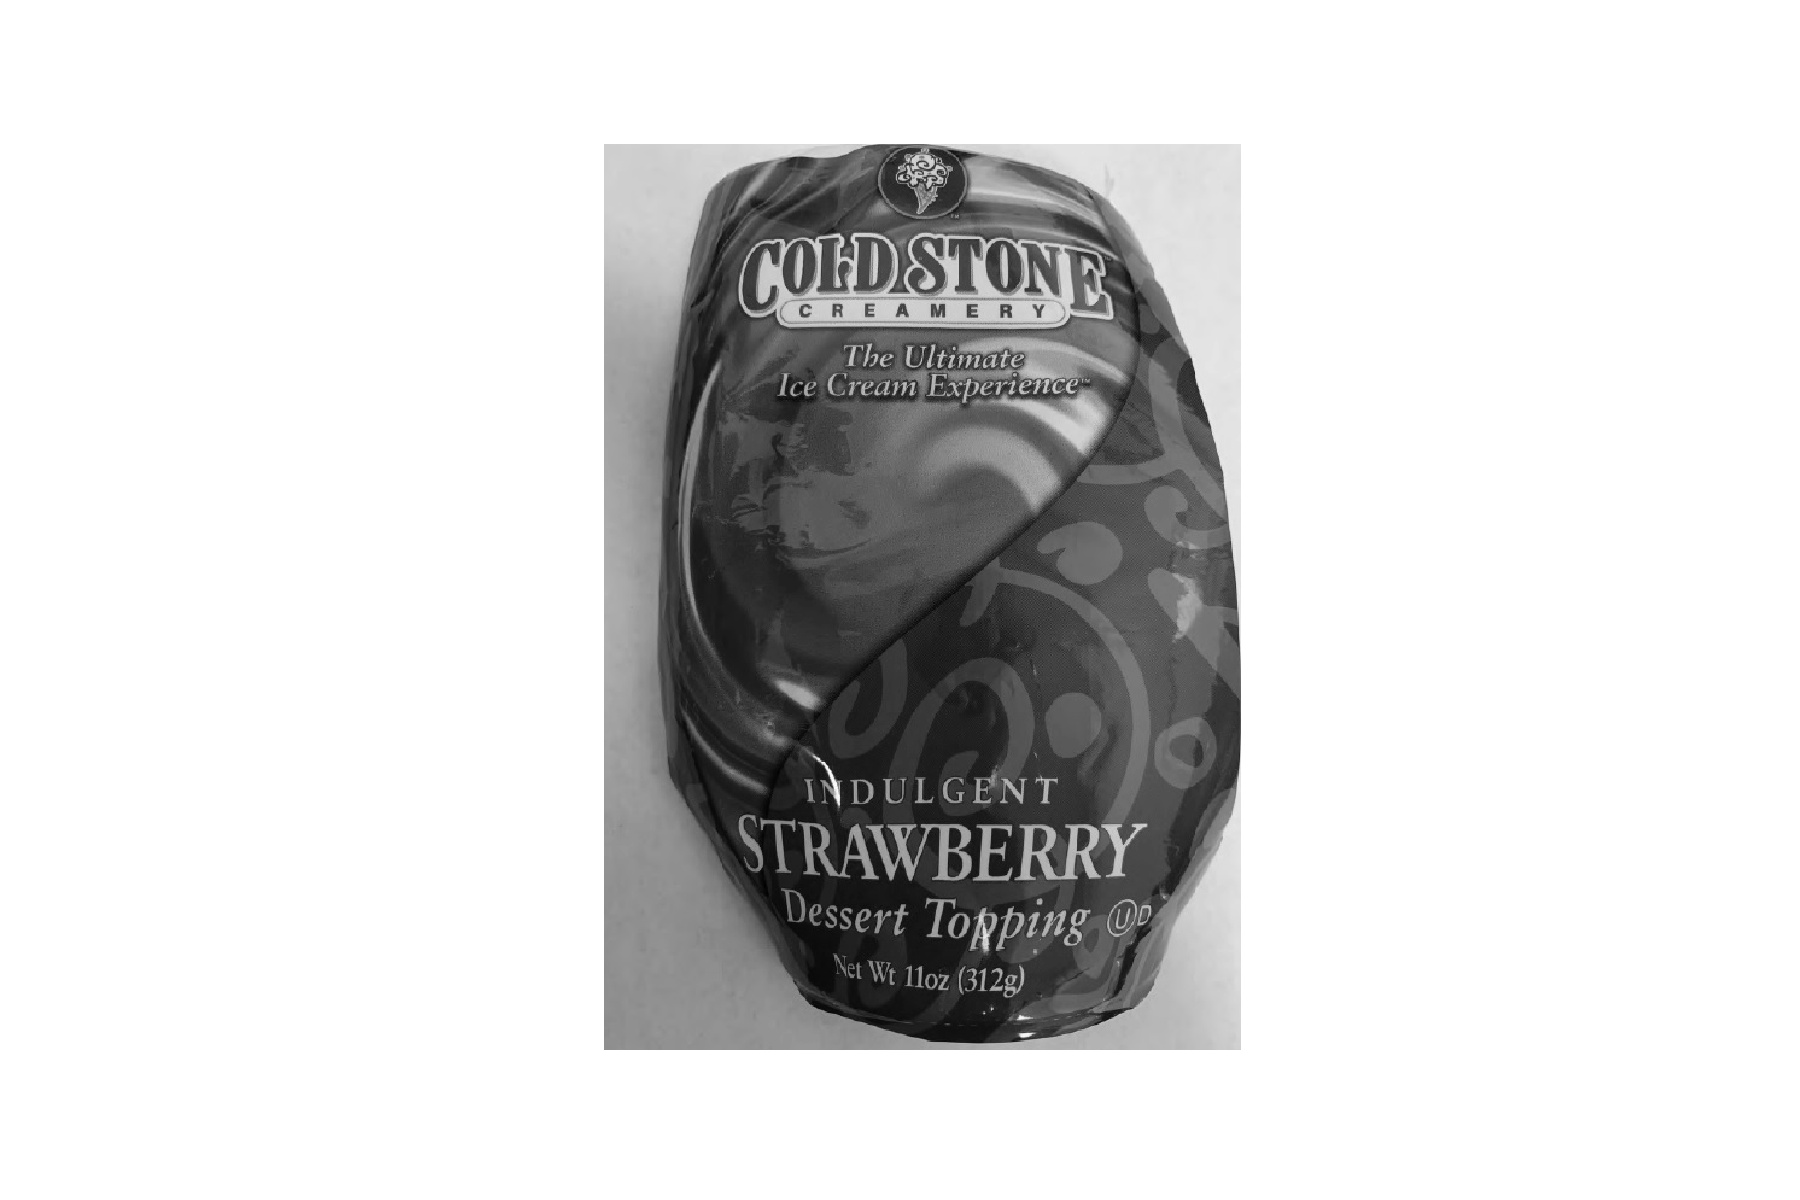 COLD STONE
CREAMERY
The Ultimate
Ice Cream Experience™
INDULGENT
STRAWBERRY
Dessert Topping Ⓤ D
Net Wt 11oz (312g)